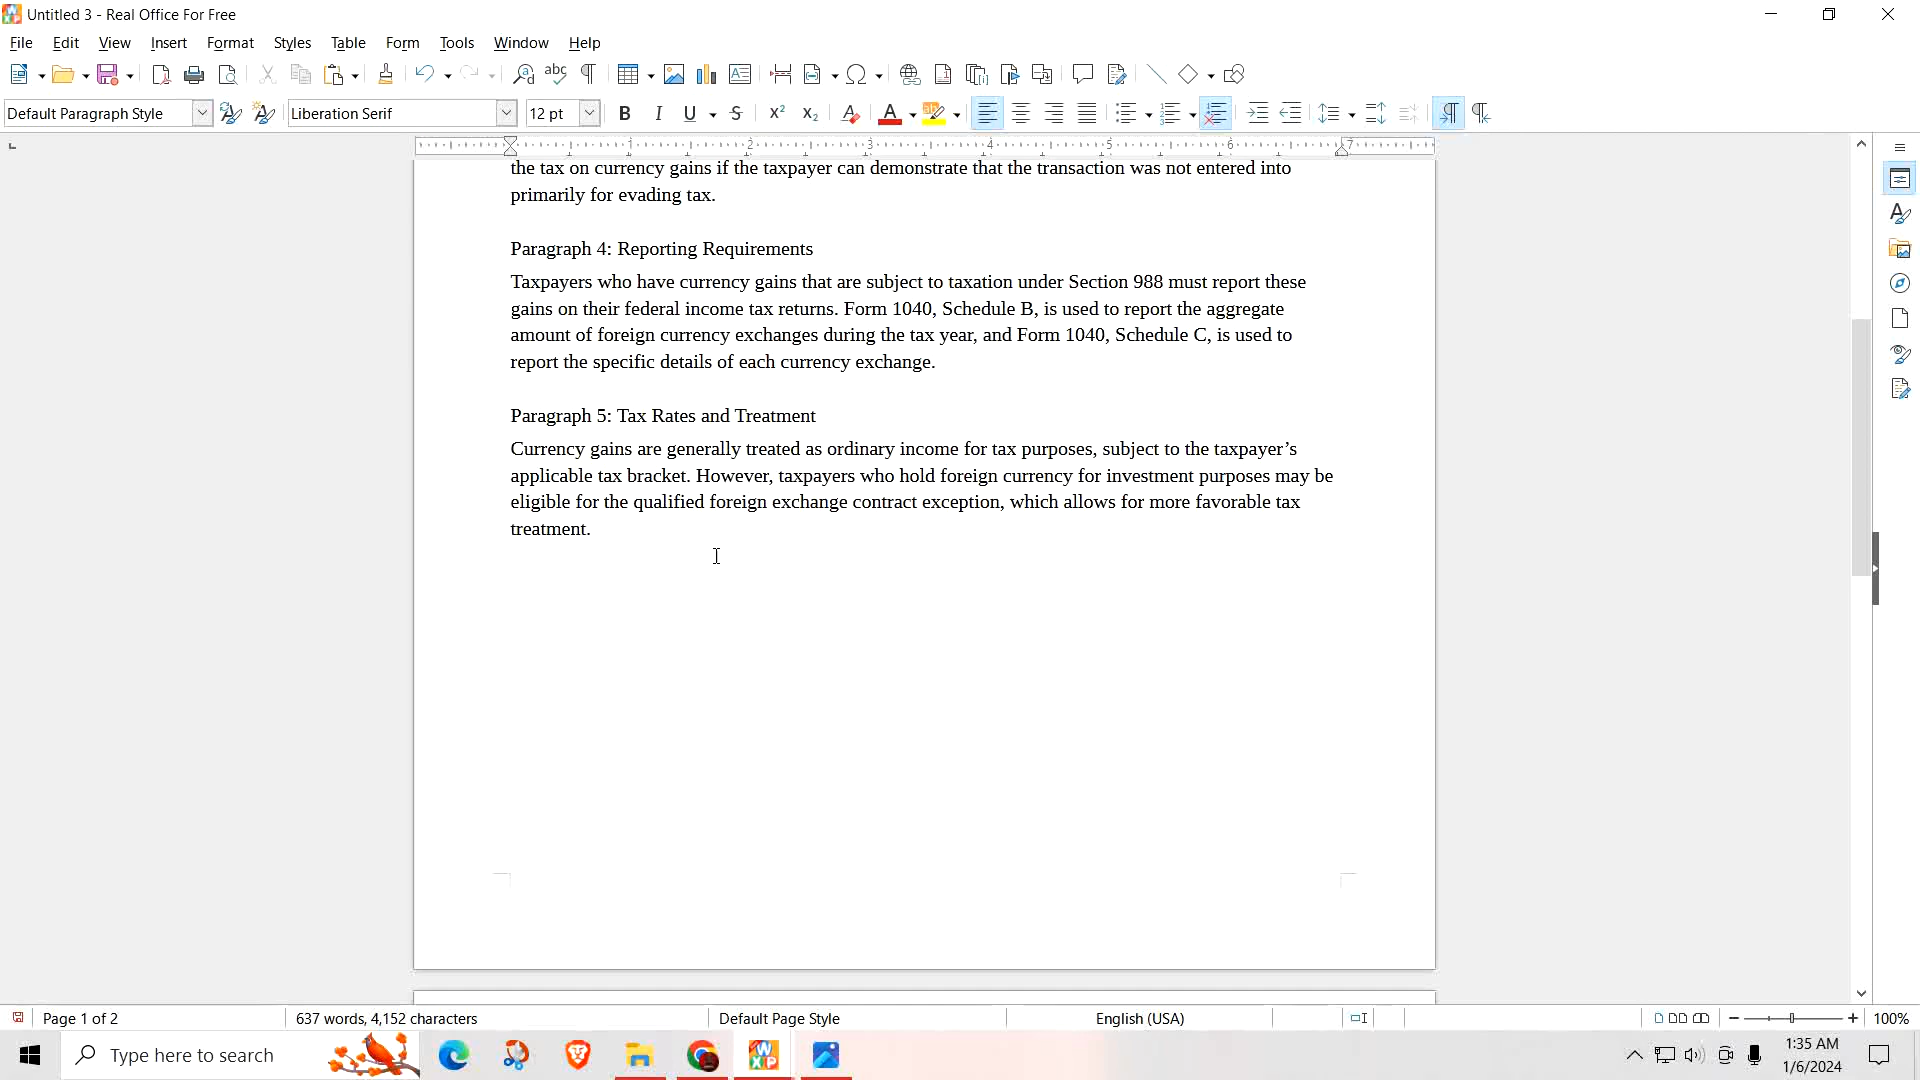 Untitled 3 - Real Office For Free
File Edit View Insert Format Styles Table Form Tools Window Help
Default Paragraph Style Liberation Serif 12 pt
1 2 3 4 5 6 7
the tax on currency gains if the taxpayer can demonstrate that the transaction was not entered into
primarily for evading tax.
Paragraph 4: Reporting Requirements
Taxpayers who have currency gains that are subject to taxation under Section 988 must report these
gains on their federal income tax returns. Form 1040, Schedule B, is used to report the aggregate
amount of foreign currency exchanges during the tax year, and Form 1040, Schedule C, is used to
report the specific details of each currency exchange.
Paragraph 5: Tax Rates and Treatment
Currency gains are generally treated as ordinary income for tax purposes, subject to the taxpayer’s
applicable tax bracket. However, taxpayers who hold foreign currency for investment purposes may be
eligible for the qualified foreign exchange contract exception, which allows for more favorable tax
treatment.
Page 1 of 2 637 words, 4,152 characters Default Page Style English (USA) 100%
Type here to search
1:35 AM
1/6/2024